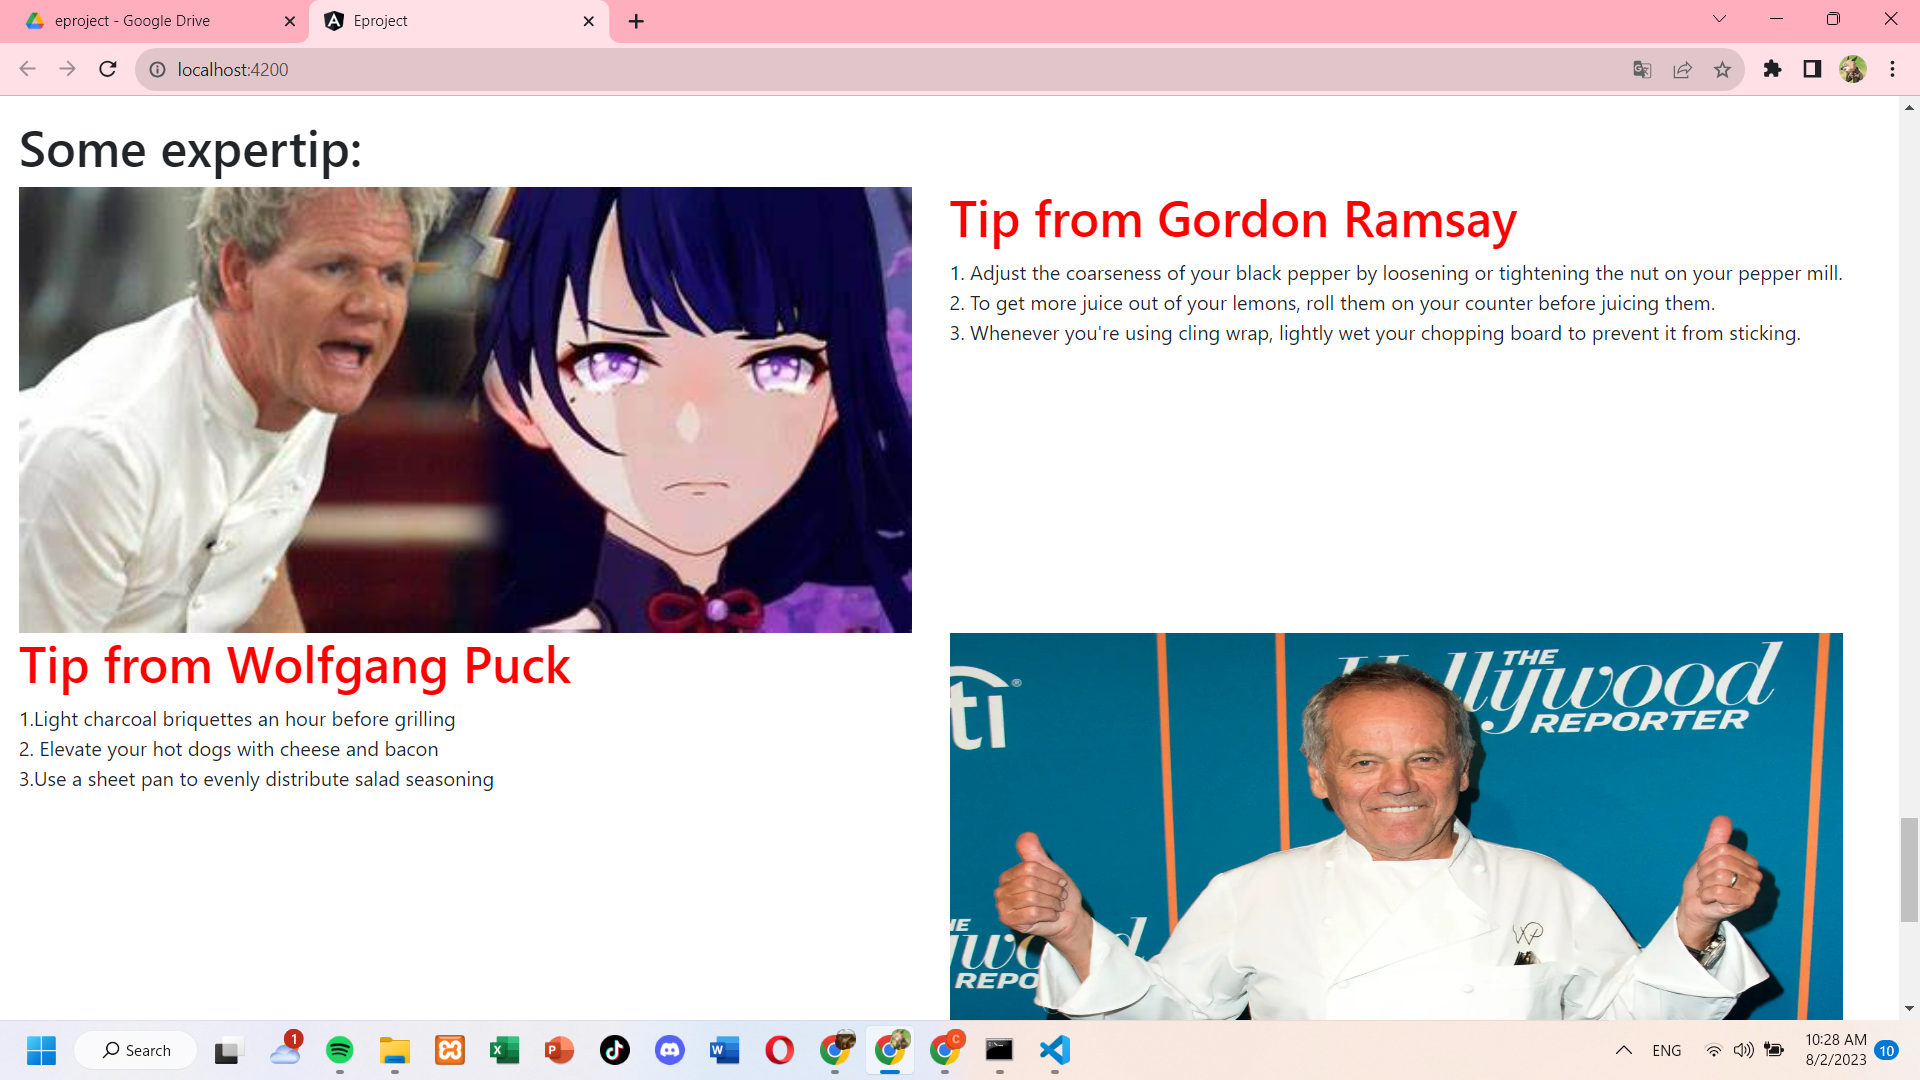 eproject - Google Drive
Eproject
localhost:4200
Some expertip:
Tip from Gordon Ramsay
1. Adjust the coarseness of your black pepper by loosening or tightening the nut on your pepper mill.
2. To get more juice out of your lemons, roll them on your counter before juicing them.
3. Whenever you're using cling wrap, lightly wet your chopping board to prevent it from sticking.
Tip from Wolfgang Puck
1.Light charcoal briquettes an hour before grilling
2. Elevate your hot dogs with cheese and bacon
3.Use a sheet pan to evenly distribute salad seasoning
THE
Hollywood
REPORTER
ti®
WP
Search
1
C
ENG
10:28 AM
8/2/2023
10